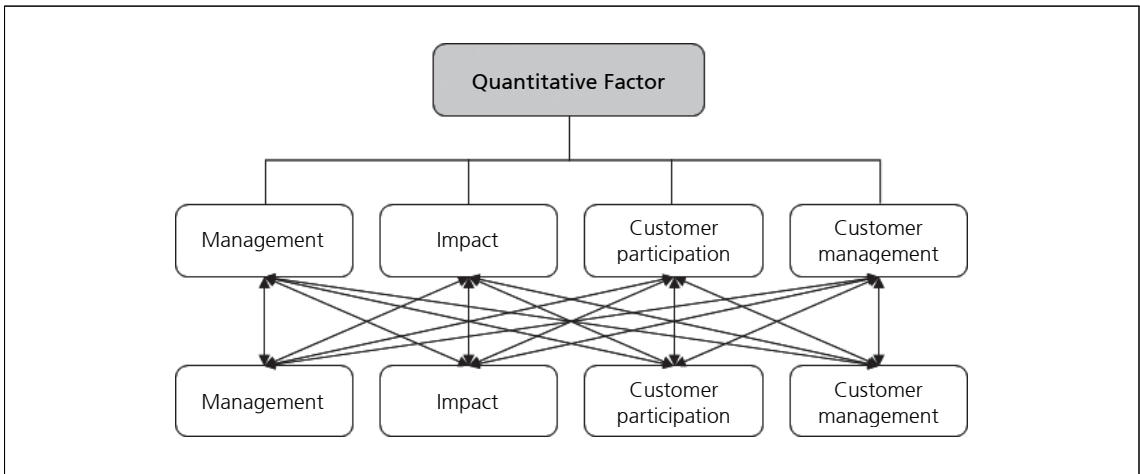 Quantitative Factor
Management
Impact
Customer
participation
Customer
management
Management
Impact
Customer
participation
Customer
management